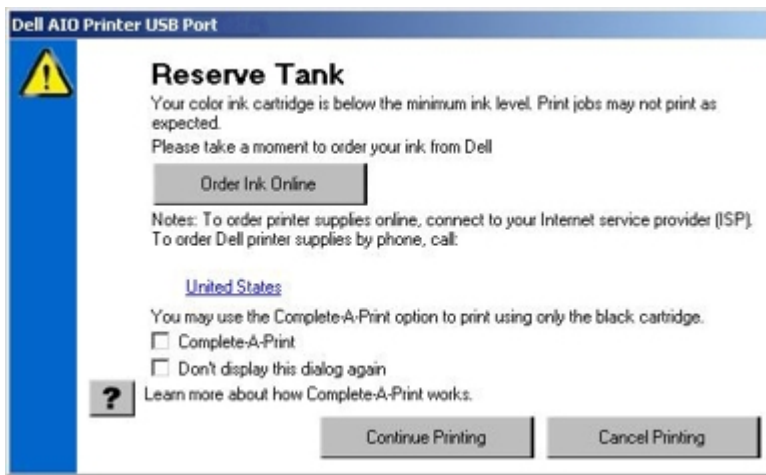 Dell AIO Printer USB Port
Reserve Tank
Your color ink cartridge is below the minimum ink level. Print jobs may not print as
expected.
Please take a moment to order your ink from Dell
Order Ink Online
Notes: To order printer supplies online, connect to your Internet service provider (ISP).
To order Dell printer supplies by phone, call:
United States
You may use the Complete-A-Print option to print using only the black cartridge.
Complete-A-Print
Don't display this dialog again
? Learn more about how Complete-A-Print works.
Continue Printing Cancel Printing